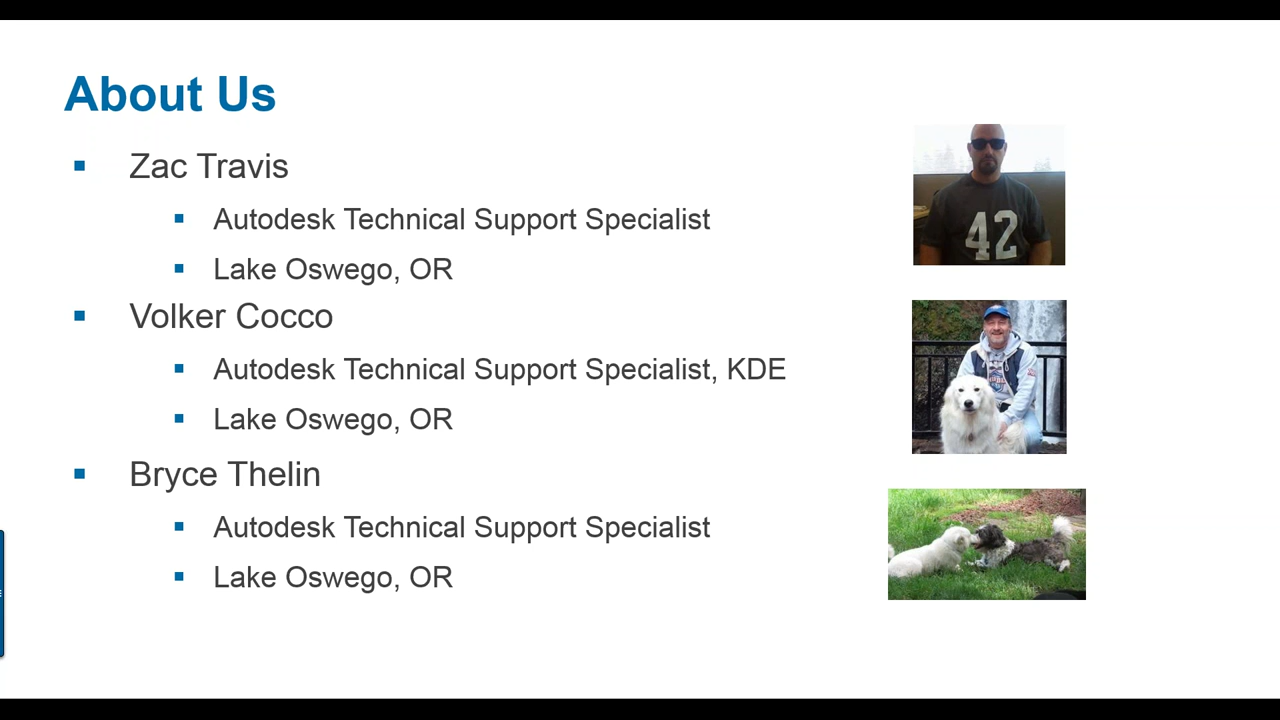 About Us
Zac Travis
Autodesk Technical Support Specialist
Lake Oswego, OR
42
Volker Cocco
Autodesk Technical Support Specialist, KDE
Lake Oswego, OR
Bryce Thelin
Autodesk Technical Support Specialist
Lake Oswego, OR